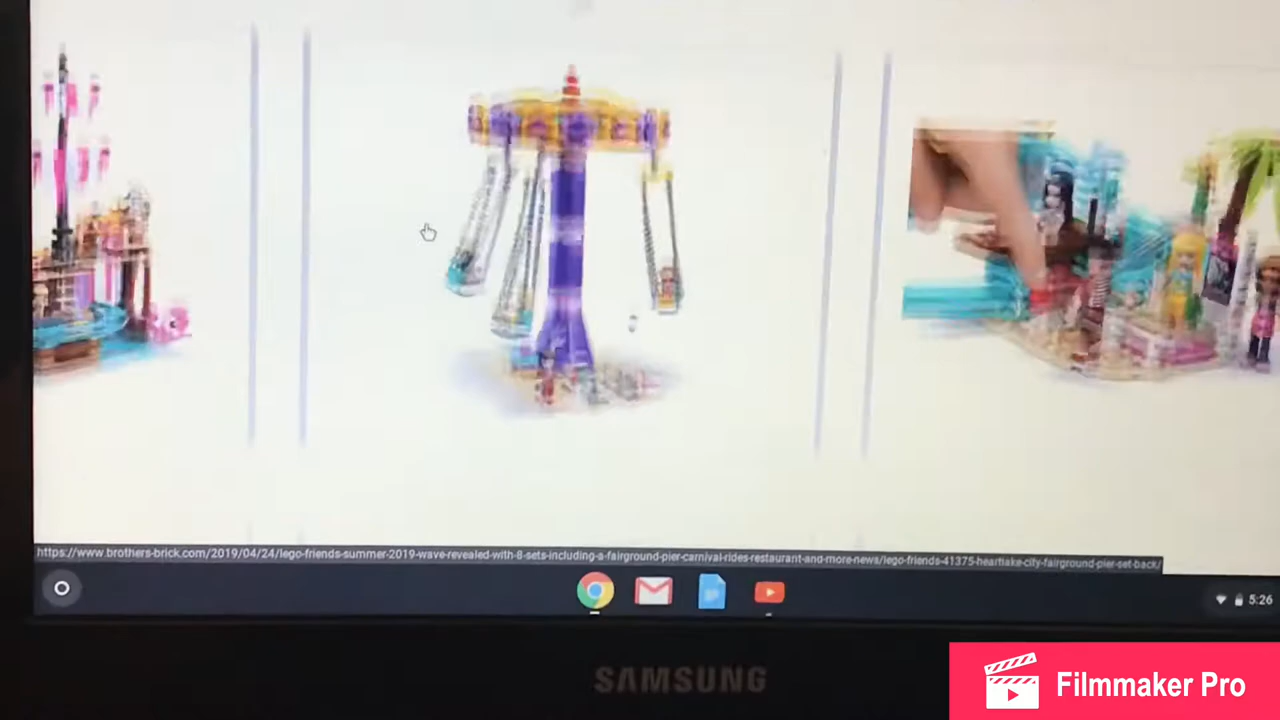 https://www.brothers-brick.com/2019/04/24/lego-friends-summer-2019-wave-revealed-with-8-sets-including-a-fairground-pier-carnival-rides-restaurant-and-more-news/lego-friends-41375-heartlake-city-fairground-pier-set-back/
5:26
SAMSUNG
Filmmaker Pro